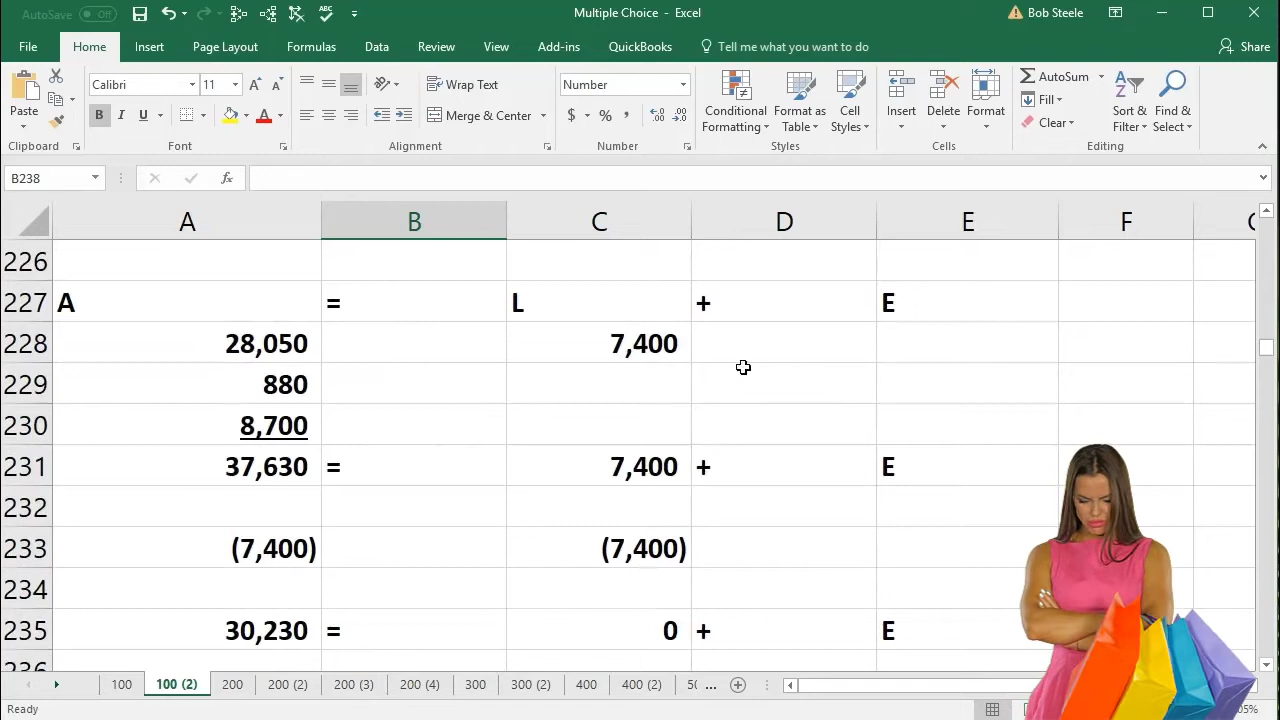 AutoSave Off
Multiple Choice - Excel
Bob Steele
File Home Insert Page Layout Formulas Data Review View Add-ins QuickBooks Tell me what you want to do Share
Paste
Clipboard
Calibri 11
B I U
Font
Wrap Text
Merge & Center
Alignment
Number
$ % ,
Number
Conditional Formatting
Format as Table
Cell Styles
Styles
Insert
Delete
Format
Cells
AutoSum
Fill
Clear
Sort & Filter
Find & Select
Editing
B238 fx
A B C D E F
226
227 A = L + E
228 28,050 7,400
229 880
230 8,700
231 37,630 = 7,400 + E
232
233 (7,400) (7,400)
234
235 30,230 = 0 + E
236
100 100 (2) 200 200 (2) 200 (3) 200 (4) 300 300 (2) 400 400 (2) ...
Ready